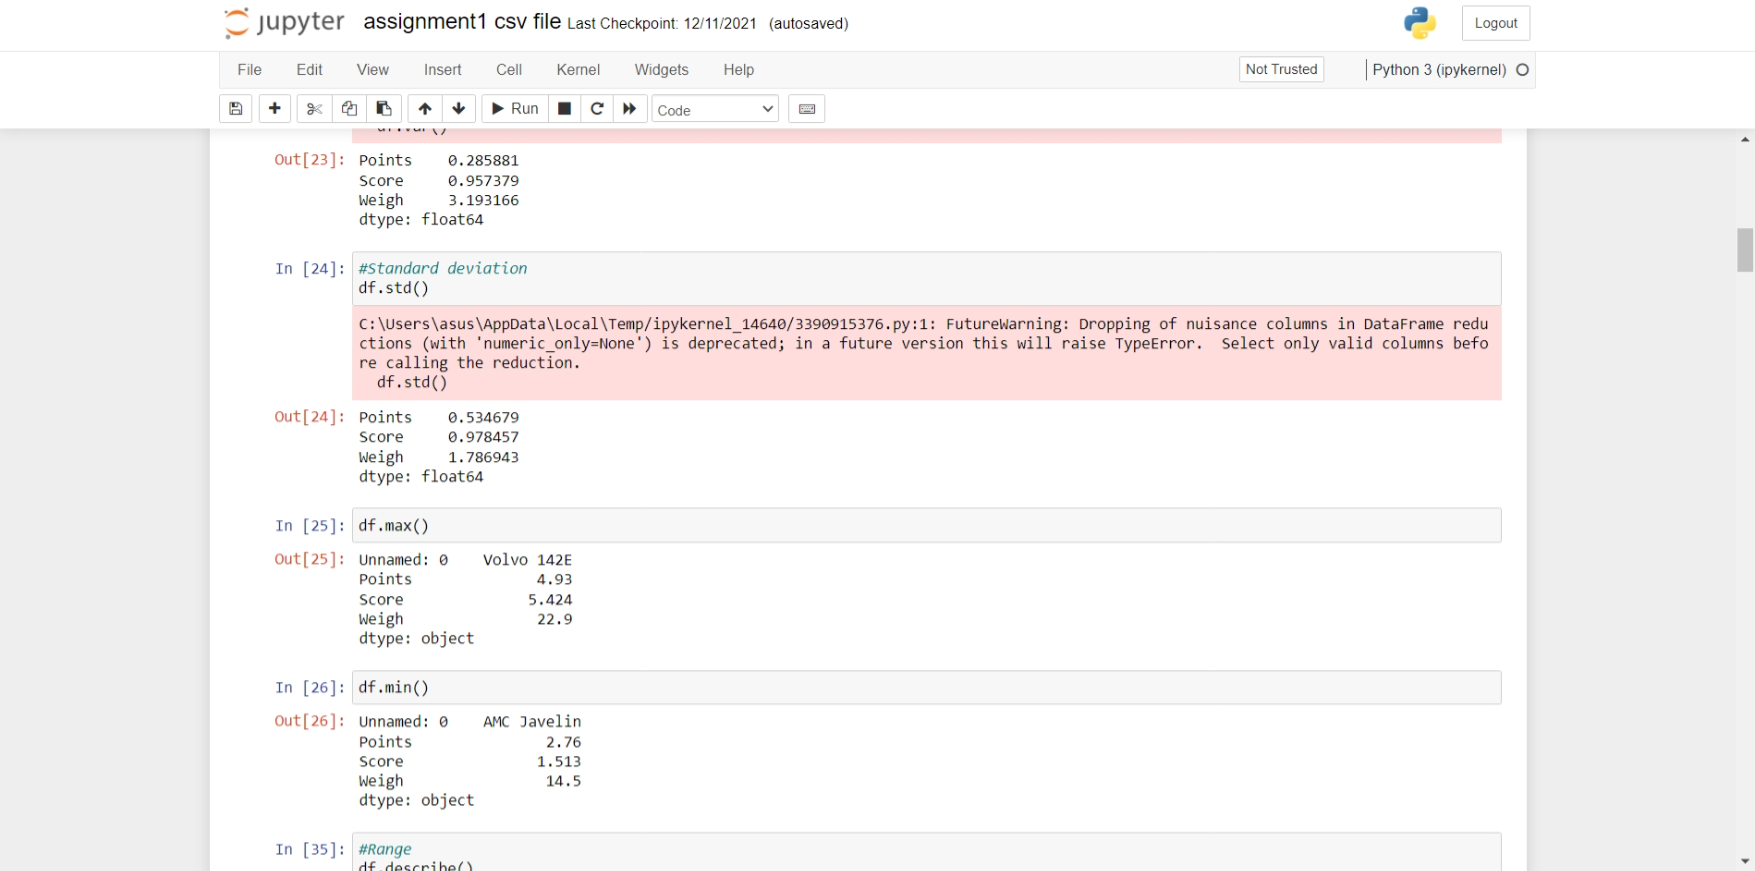 jupyter assignment1 csv file Last Checkpoint: 12/11/2021 (autosaved)
Logout
File Edit View Insert Cell Kernel Widgets Help
Not Trusted
Python 3 (ipykernel)
Run
Code
df.var()
Out[23]: Points 0.285881
Score 0.957379
Weigh 3.193166
dtype: float64
In [24]: #Standard deviation
df.std()
C:\Users\asus\AppData\Local\Temp/ipykernel_14640/3390915376.py:1: FutureWarning: Dropping of nuisance columns in DataFrame redu
ctions (with 'numeric_only=None') is deprecated; in a future version this will raise TypeError.  Select only valid columns befo
re calling the reduction.
df.std()
Out[24]: Points 0.534679
Score 0.978457
Weigh 1.786943
dtype: float64
In [25]: df.max()
Out[25]: Unnamed: 0 Volvo 142E
Points 4.93
Score 5.424
Weigh 22.9
dtype: object
In [26]: df.min()
Out[26]: Unnamed: 0 AMC Javelin
Points 2.76
Score 1.513
Weigh 14.5
dtype: object
In [35]: #Range
df.describe()